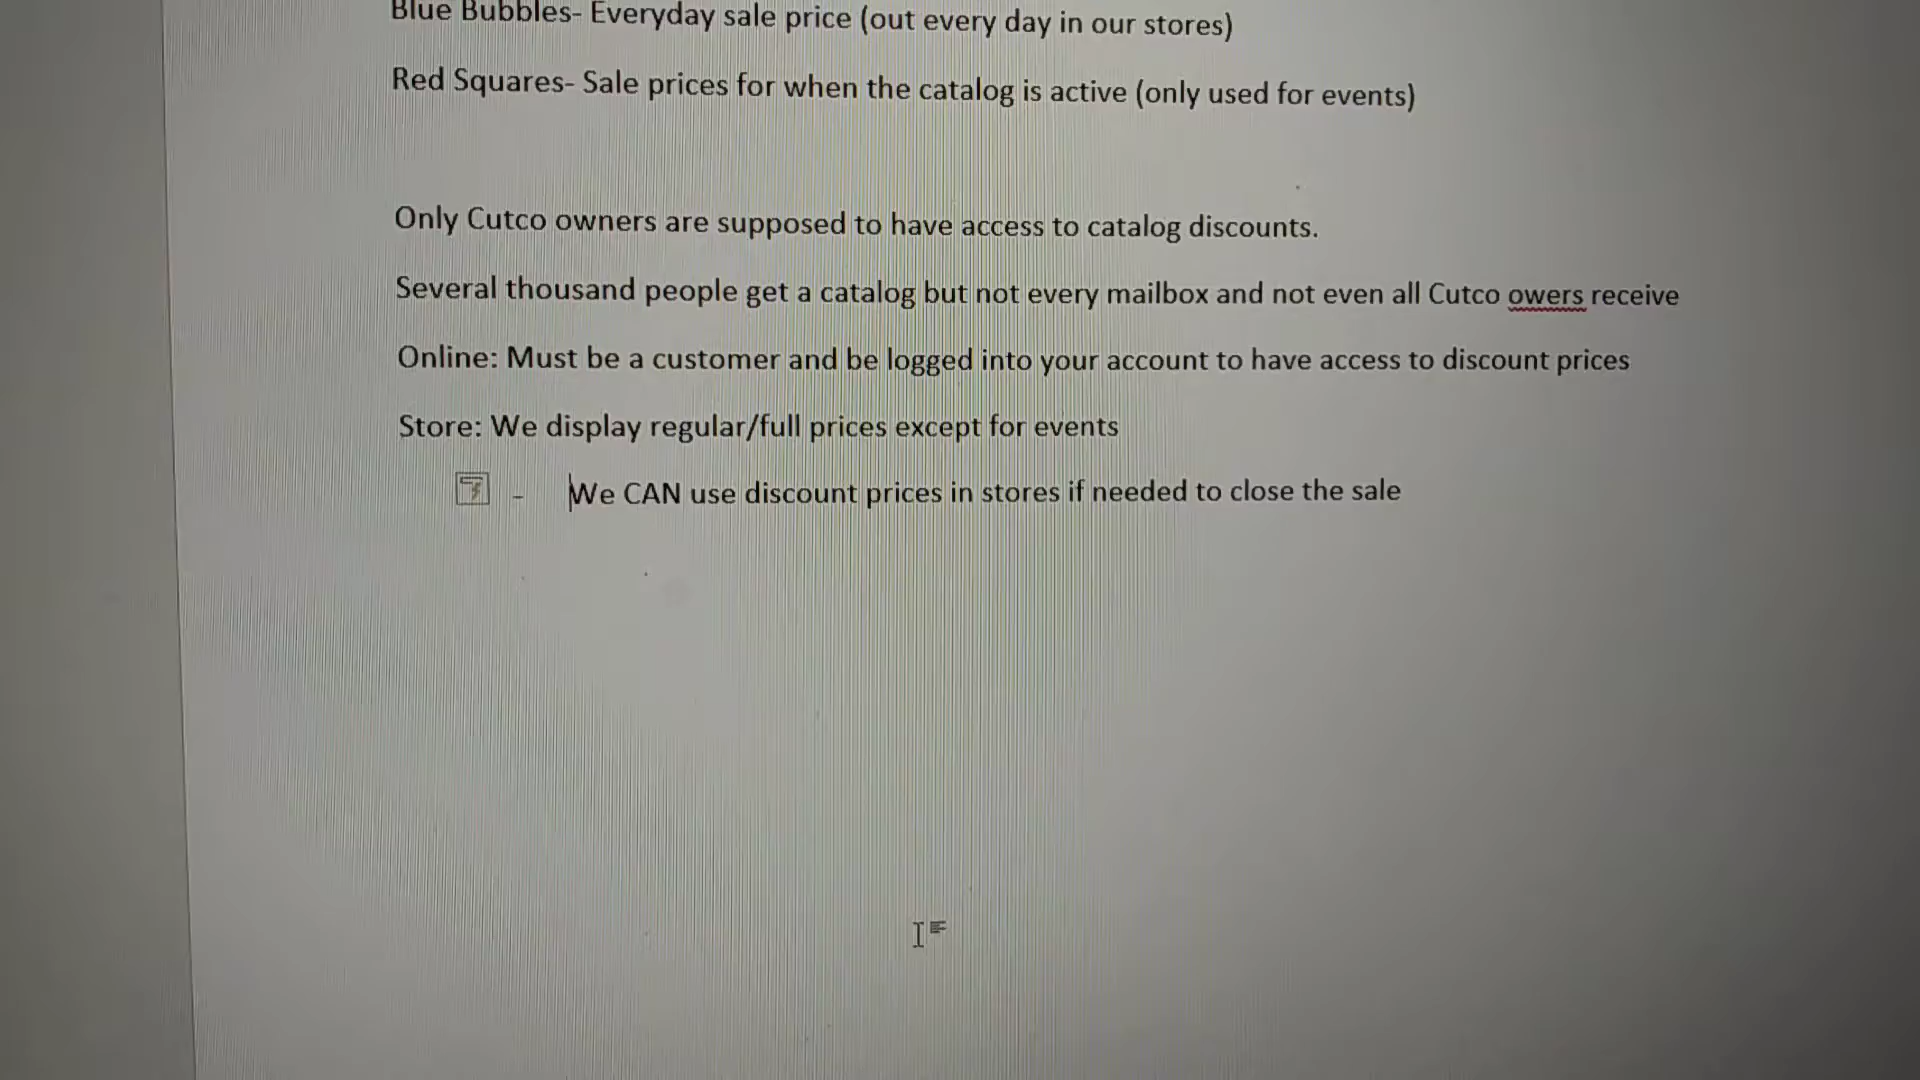 Blue Bubbles- Everyday sale price (out every day in our stores)
Red Squares- Sale prices for when the catalog is active (only used for events)
Only Cutco owners are supposed to have access to catalog discounts.
Several thousand people get a catalog but not every mailbox and not even all Cutco owers receive
Online: Must be a customer and be logged into your account to have access to discount prices
Store: We display regular/full prices except for events
- We CAN use discount prices in stores if needed to close the sale